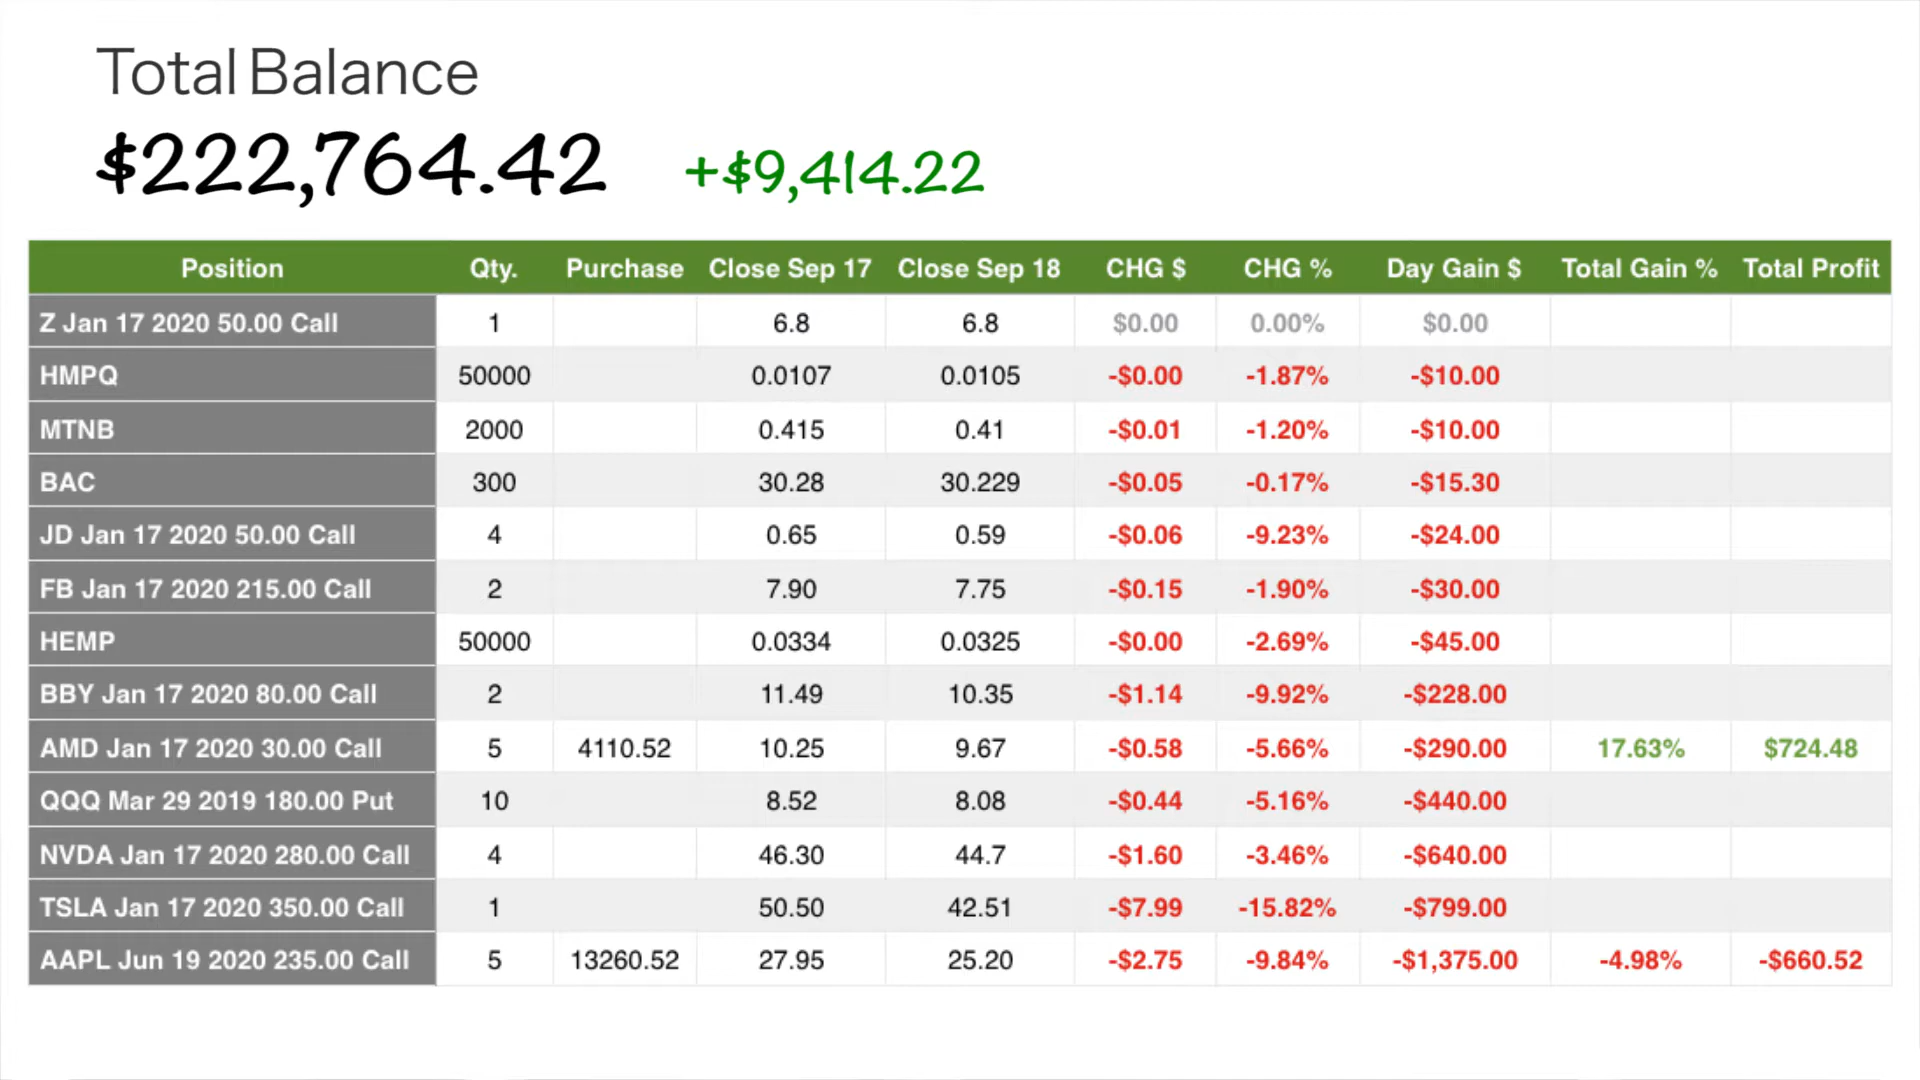 Total Balance
$222,764.42 +$9,414.22
Position Qty. Purchase Close Sep 17 Close Sep 18 CHG $ CHG % Day Gain $ Total Gain % Total Profit
Z Jan 17 2020 50.00 Call 1 6.8 6.8 $0.00 0.00% $0.00
HMPQ 50000 0.0107 0.0105 -$0.00 -1.87% -$10.00
MTNB 2000 0.415 0.41 -$0.01 -1.20% -$10.00
BAC 300 30.28 30.229 -$0.05 -0.17% -$15.30
JD Jan 17 2020 50.00 Call 4 0.65 0.59 -$0.06 -9.23% -$24.00
FB Jan 17 2020 215.00 Call 2 7.90 7.75 -$0.15 -1.90% -$30.00
HEMP 50000 0.0334 0.0325 -$0.00 -2.69% -$45.00
BBY Jan 17 2020 80.00 Call 2 11.49 10.35 -$1.14 -9.92% -$228.00
AMD Jan 17 2020 30.00 Call 5 4110.52 10.25 9.67 -$0.58 -5.66% -$290.00 17.63% $724.48
QQQ Mar 29 2019 180.00 Put 10 8.52 8.08 -$0.44 -5.16% -$440.00
NVDA Jan 17 2020 280.00 Call 4 46.30 44.7 -$1.60 -3.46% -$640.00
TSLA Jan 17 2020 350.00 Call 1 50.50 42.51 -$7.99 -15.82% -$799.00
AAPL Jun 19 2020 235.00 Call 5 13260.52 27.95 25.20 -$2.75 -9.84% -$1,375.00 -4.98% -$660.52